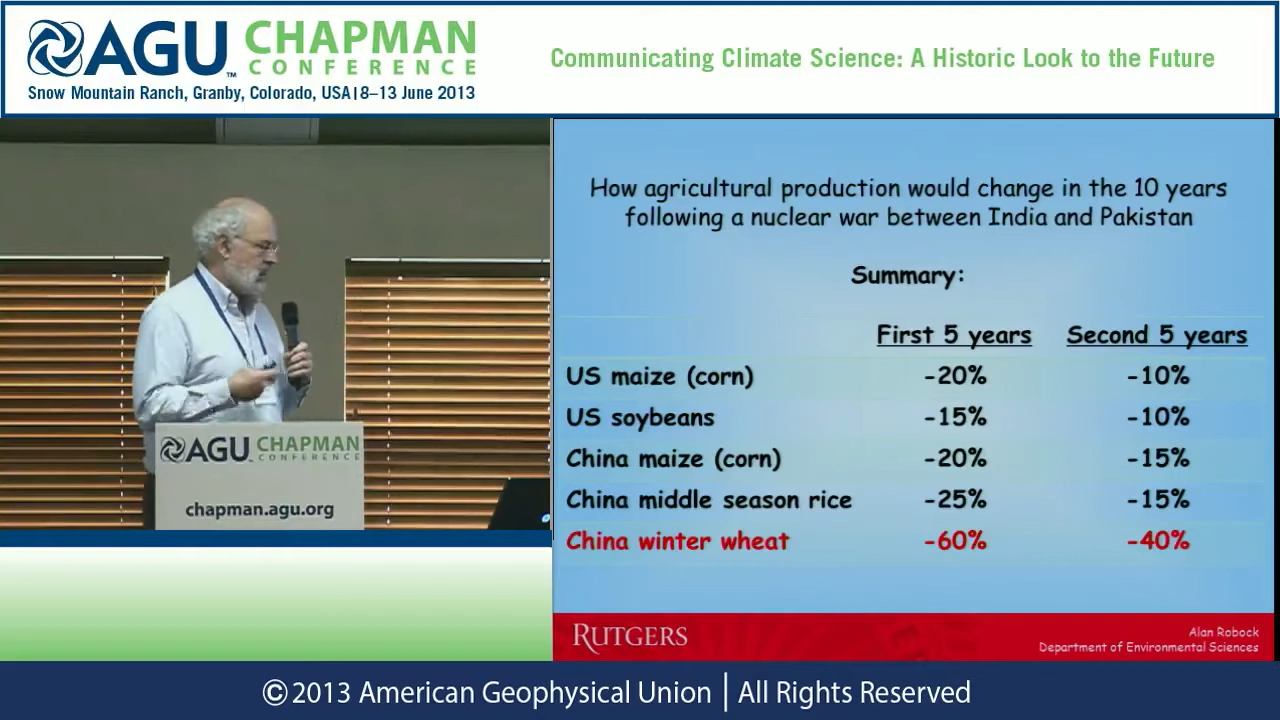 AGU CHAPMAN
CONFERENCE
™
Snow Mountain Ranch, Granby, Colorado, USA|8–13 June 2013
Communicating Climate Science: A Historic Look to the Future
AGU CHAPMAN
CONFERENCE
chapman.agu.org
How agricultural production would change in the 10 years
following a nuclear war between India and Pakistan
Summary:
First 5 years Second 5 years
US maize (corn) -20% -10%
US soybeans -15% -10%
China maize (corn) -20% -15%
China middle season rice -25% -15%
China winter wheat -60% -40%
RUTGERS
Alan Robock
Department of Environmental Sciences
©2013 American Geophysical Union | All Rights Reserved